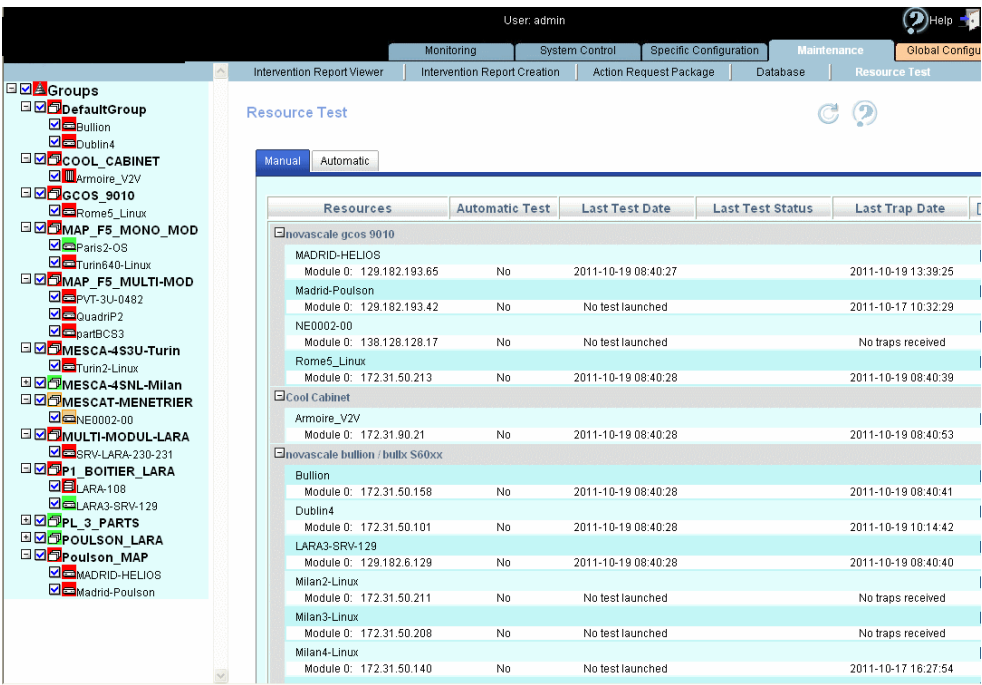 User: admin
Help
Monitoring System Control Specific Configuration Maintenance Global Configu
Intervention Report Viewer Intervention Report Creation Action Request Package Database Resource Test
Groups
DefaultGroup
Bullion
Dublin4
COOL_CABINET
Armoire_V2V
GCOS_9010
Rome5_Linux
MAP_F5_MONO_MOD
Paris2-OS
Turin640-Linux
MAP_F5_MULTI-MOD
PVT-3U-0482
QuadriP2
partBCS3
MESCA-4S3U-Turin
Turin2-Linux
MESCA-4SNL-Milan
MESCAT-MENETRIER
NE0002-00
MULTI-MODUL-LARA
SRV-LARA-230-231
P1_BOITIER_LARA
LARA-108
LARA3-SRV-129
PL_3_PARTS
POULSON_LARA
Poulson_MAP
MADRID-HELIOS
Madrid-Poulson
Resource Test
Manual Automatic
Resources Automatic Test Last Test Date Last Test Status Last Trap Date
novascale gcos 9010
MADRID-HELIOS
Module 0: 129.182.193.65 No 2011-10-19 08:40:27 2011-10-19 13:39:25
Madrid-Poulson
Module 0: 129.182.193.42 No No test launched 2011-10-17 10:32:29
NE0002-00
Module 0: 138.128.128.17 No No test launched No traps received
Rome5_Linux
Module 0: 172.31.50.213 No 2011-10-19 08:40:28 2011-10-19 08:40:39
Cool Cabinet
Armoire_V2V
Module 0: 172.31.90.21 No 2011-10-19 08:40:28 2011-10-19 08:40:53
novascale bullion / bullx S60xx
Bullion
Module 0: 172.31.50.158 No 2011-10-19 08:40:28 2011-10-19 08:40:41
Dublin4
Module 0: 172.31.50.101 No 2011-10-19 08:40:28 2011-10-19 10:14:42
LARA3-SRV-129
Module 0: 129.182.6.129 No 2011-10-19 08:40:28 2011-10-19 08:40:40
Milan2-Linux
Module 0: 172.31.50.211 No No test launched No traps received
Milan3-Linux
Module 0: 172.31.50.208 No No test launched No traps received
Milan4-Linux
Module 0: 172.31.50.140 No No test launched 2011-10-17 16:27:54